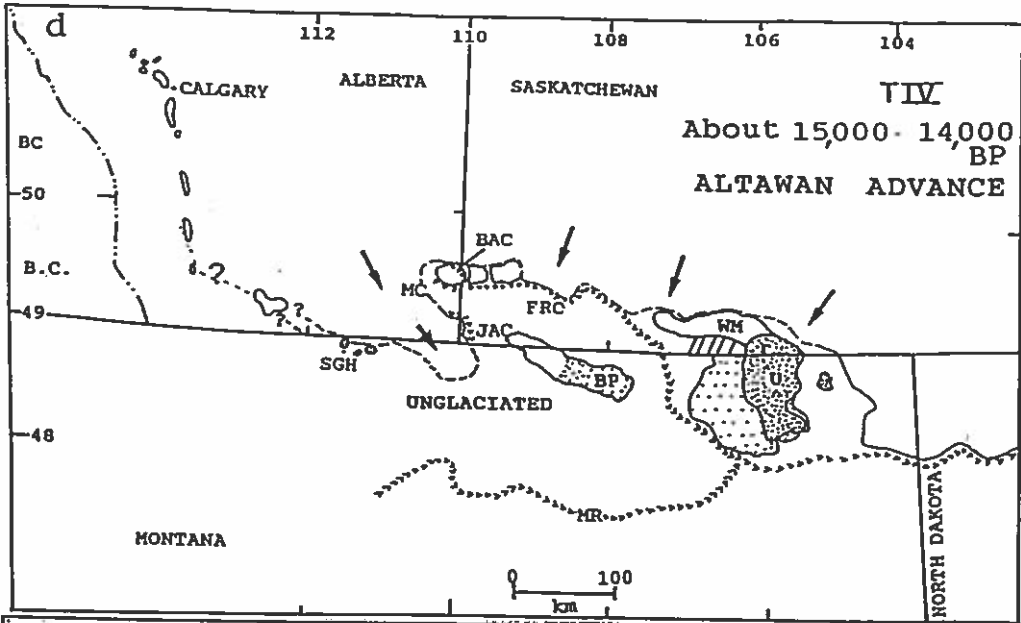 d
112
110
108
106
104
CALGARY
ALBERTA
SASKATCHEWAN
TIV
About 15,000 - 14,000
BP
ALTAWAN ADVANCE
BC
50
B.C.
49
?
?
?
BAC
MC
FRC
WM
JAC
SGH
BP
U
UNGLACIATED
48
MR
MONTANA
NORTH DAKOTA
0 100
km